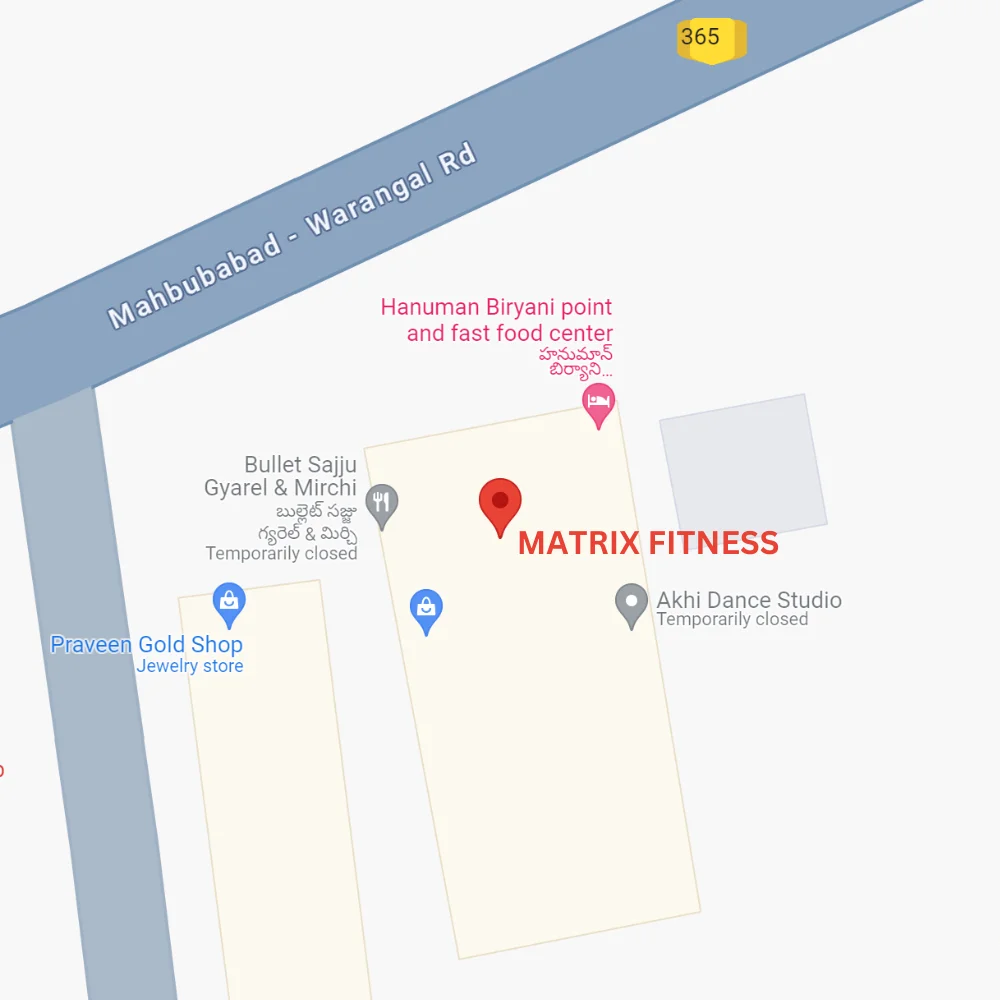 365
Mahbubabad - Warangal Rd
Hanuman Biryani point
and fast food center
హనుమాన్
బిర్యాని...
Bullet Sajju
Gyarel & Mirchi
బుల్లెట్ సజ్జు
గ్యరెల్ & మిర్చి
Temporarily closed
MATRIX FITNESS
Akhi Dance Studio
Temporarily closed
Praveen Gold Shop
Jewelry store